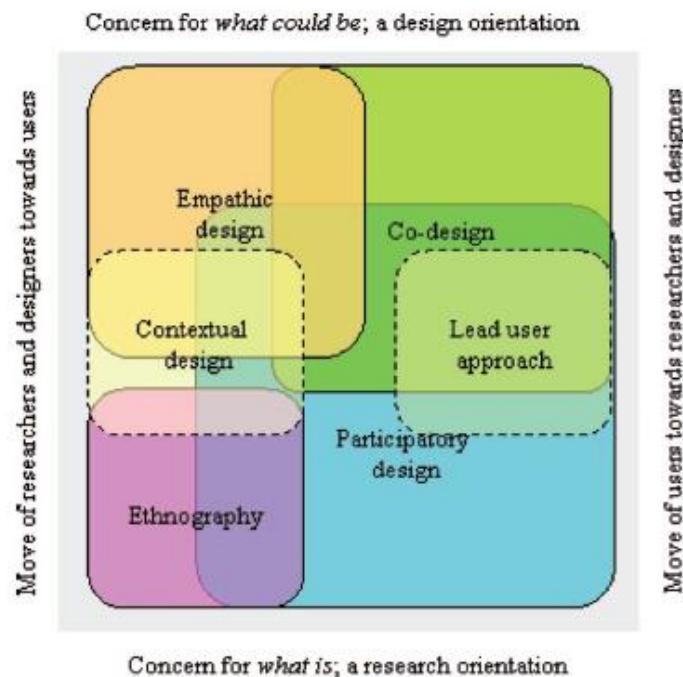 Concern for what could be; a design orientation
Move of researchers and designers towards users
Empathic
design
Co-design
Contextual
design
Lead user
approach
Participatory
design
Ethnography
Move of users towards researchers and designers
Concern for what is; a research orientation